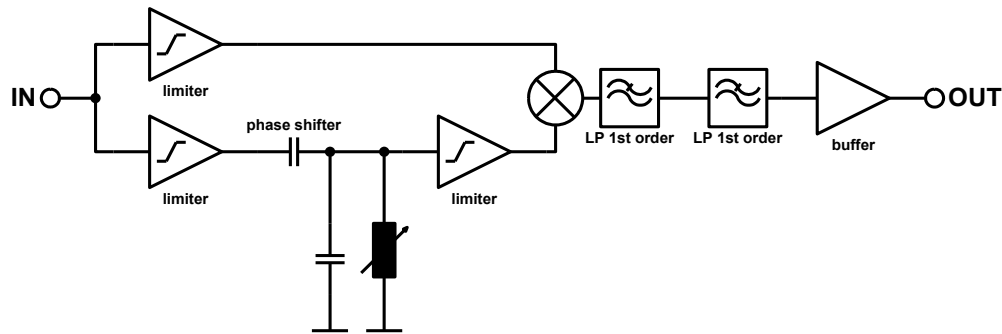 limiter
IN
OUT
phase shifter
LP 1st order
LP 1st order
buffer
limiter
limiter